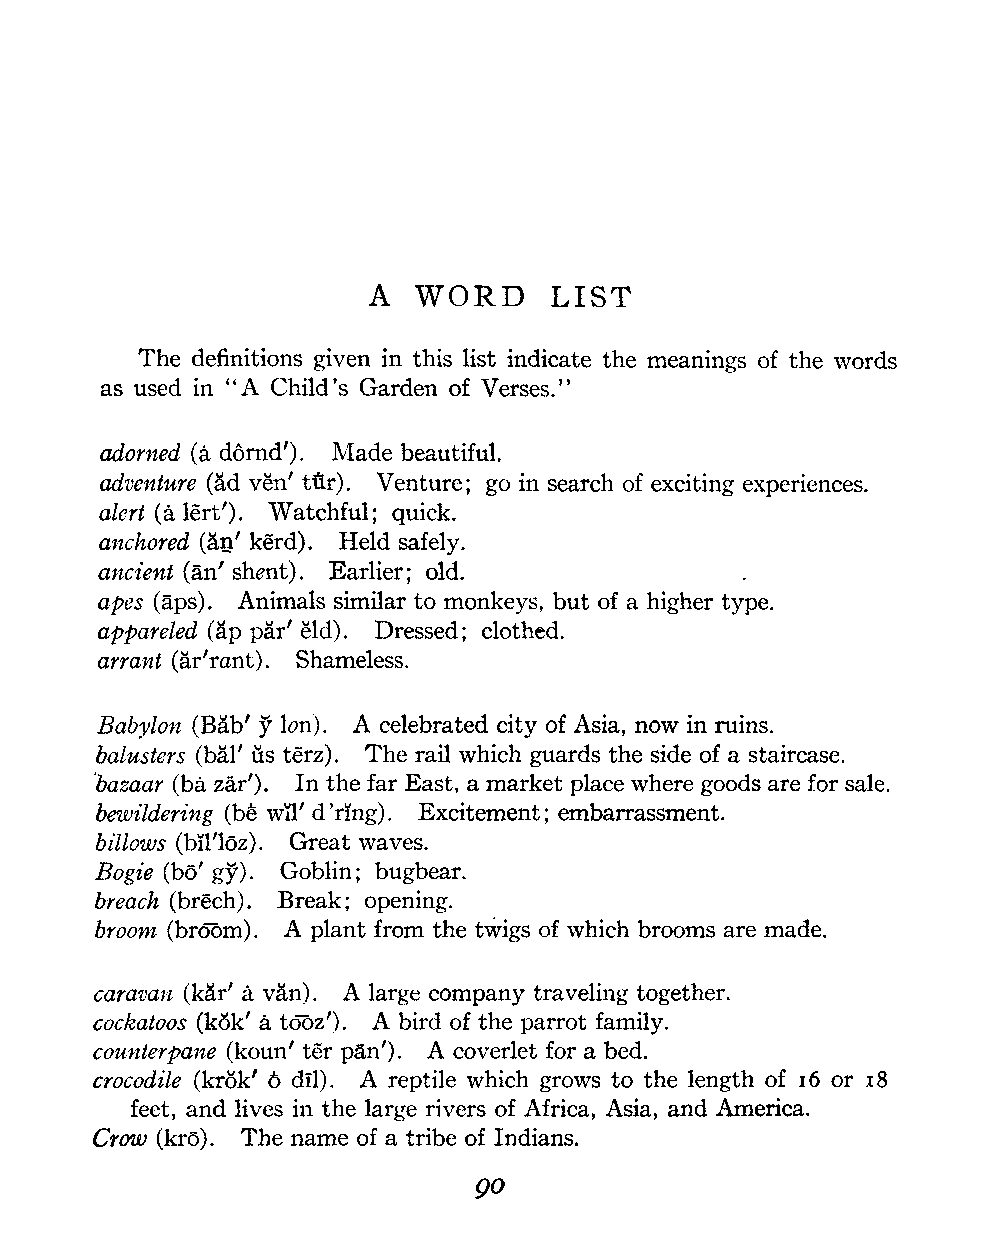 A WORD LIST
The definitions given in this list indicate the meanings of the words
as used in "A Child's Garden of Verses."
adorned (ȧ dôrnd′). Made beautiful.
adventure (ăd vĕn′ tū̇r). Venture; go in search of exciting experiences.
alert (ȧ lẽrt′). Watchful; quick.
anchored (ăṉ′ kẽrd). Held safely.
ancient (ān′ shent). Earlier; old.
apes (āps). Animals similar to monkeys, but of a higher type.
appareled (ăp păr′ ĕld). Dressed; clothed.
arrant (ăr′rant). Shameless.
Babylon (Băb′ y̆ lon). A celebrated city of Asia, now in ruins.
balusters (băl′ ŭs tẽrz). The rail which guards the side of a staircase.
bazaar (bȧ zär′). In the far East, a market place where goods are for sale.
bewildering (bė wĭl′ d'rĭng). Excitement; embarrassment.
billows (bĭl′lōz). Great waves.
Bogie (bō′ gy̆). Goblin; bugbear.
breach (brēch). Break; opening.
broom (brōōm). A plant from the twigs of which brooms are made.
caravan (kăr′ ȧ văn). A large company traveling together.
cockatoos (kŏk′ ȧ tōōz′). A bird of the parrot family.
counterpane (koun′ tẽr pān′). A coverlet for a bed.
crocodile (krŏk′ ȯ dīl). A reptile which grows to the length of 16 or 18
feet, and lives in the large rivers of Africa, Asia, and America.
Crow (krō). The name of a tribe of Indians.
90